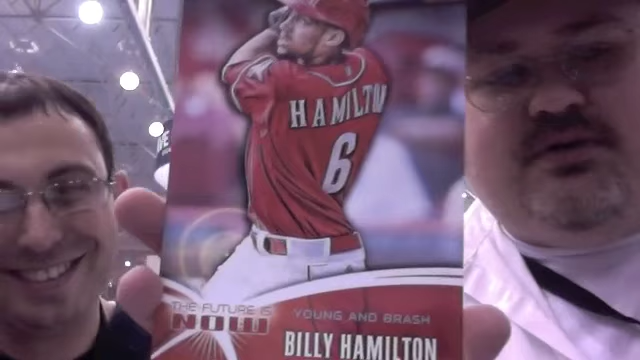 HAMILTON
6
THE FUTURE IS
NOW
YOUNG AND BRASH
BILLY HAMILTON